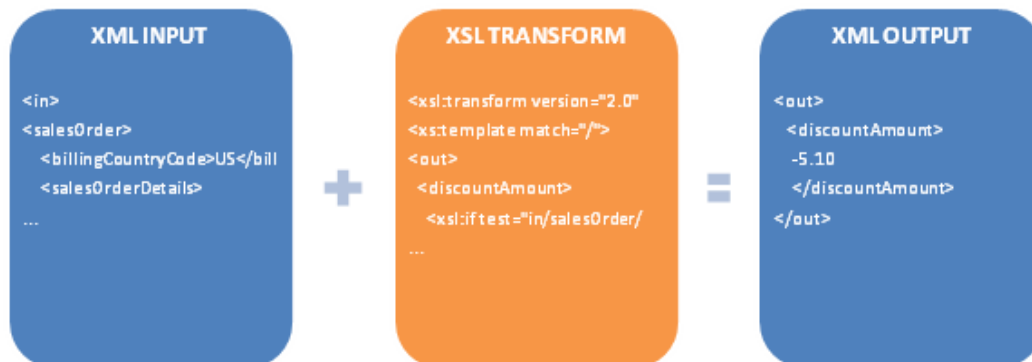 XML INPUT
<in>
<salesOrder>
<billingCountryCode>US</bill
<salesOrderDetails>
...
XSL TRANSFORM
<xsl:transform version="2.0"
<xs:template match="/">
<out>
<discountAmount>
<xsl:if test="in/salesOrder/
...
XML OUTPUT
<out>
<discountAmount>
-5.10
</discountAmount>
</out>